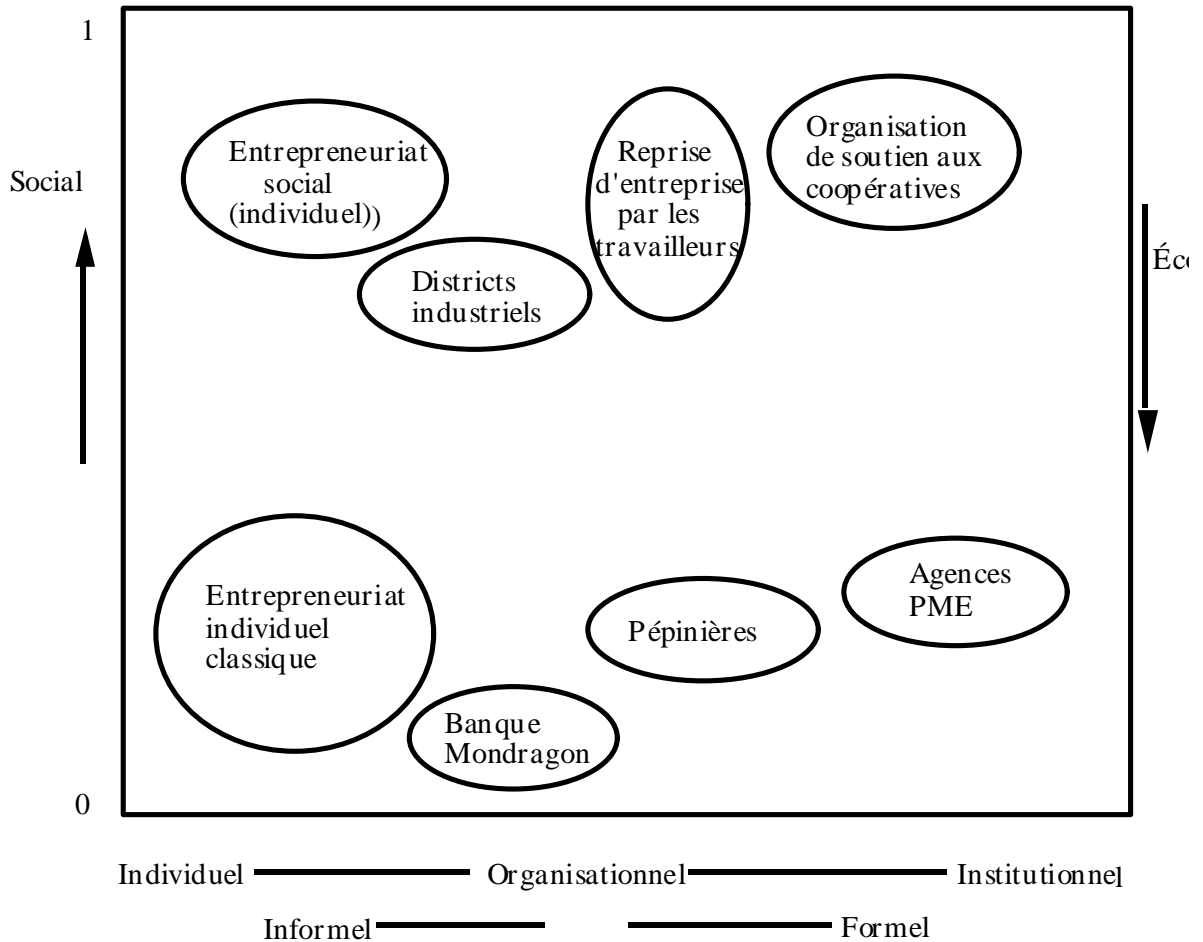 1
Social
Entrepreneuriat
social
(individuel))
Reprise
d'entreprise
par les
travailleurs
Organisation
de soutien aux
coopératives
Districts
industriels
Éco
Entrepreneuriat
individuel
classique
Agences
PME
Pépinières
Banque
Mondragon
0
Individuel Organisationnel Institutionnel
Informel Formel